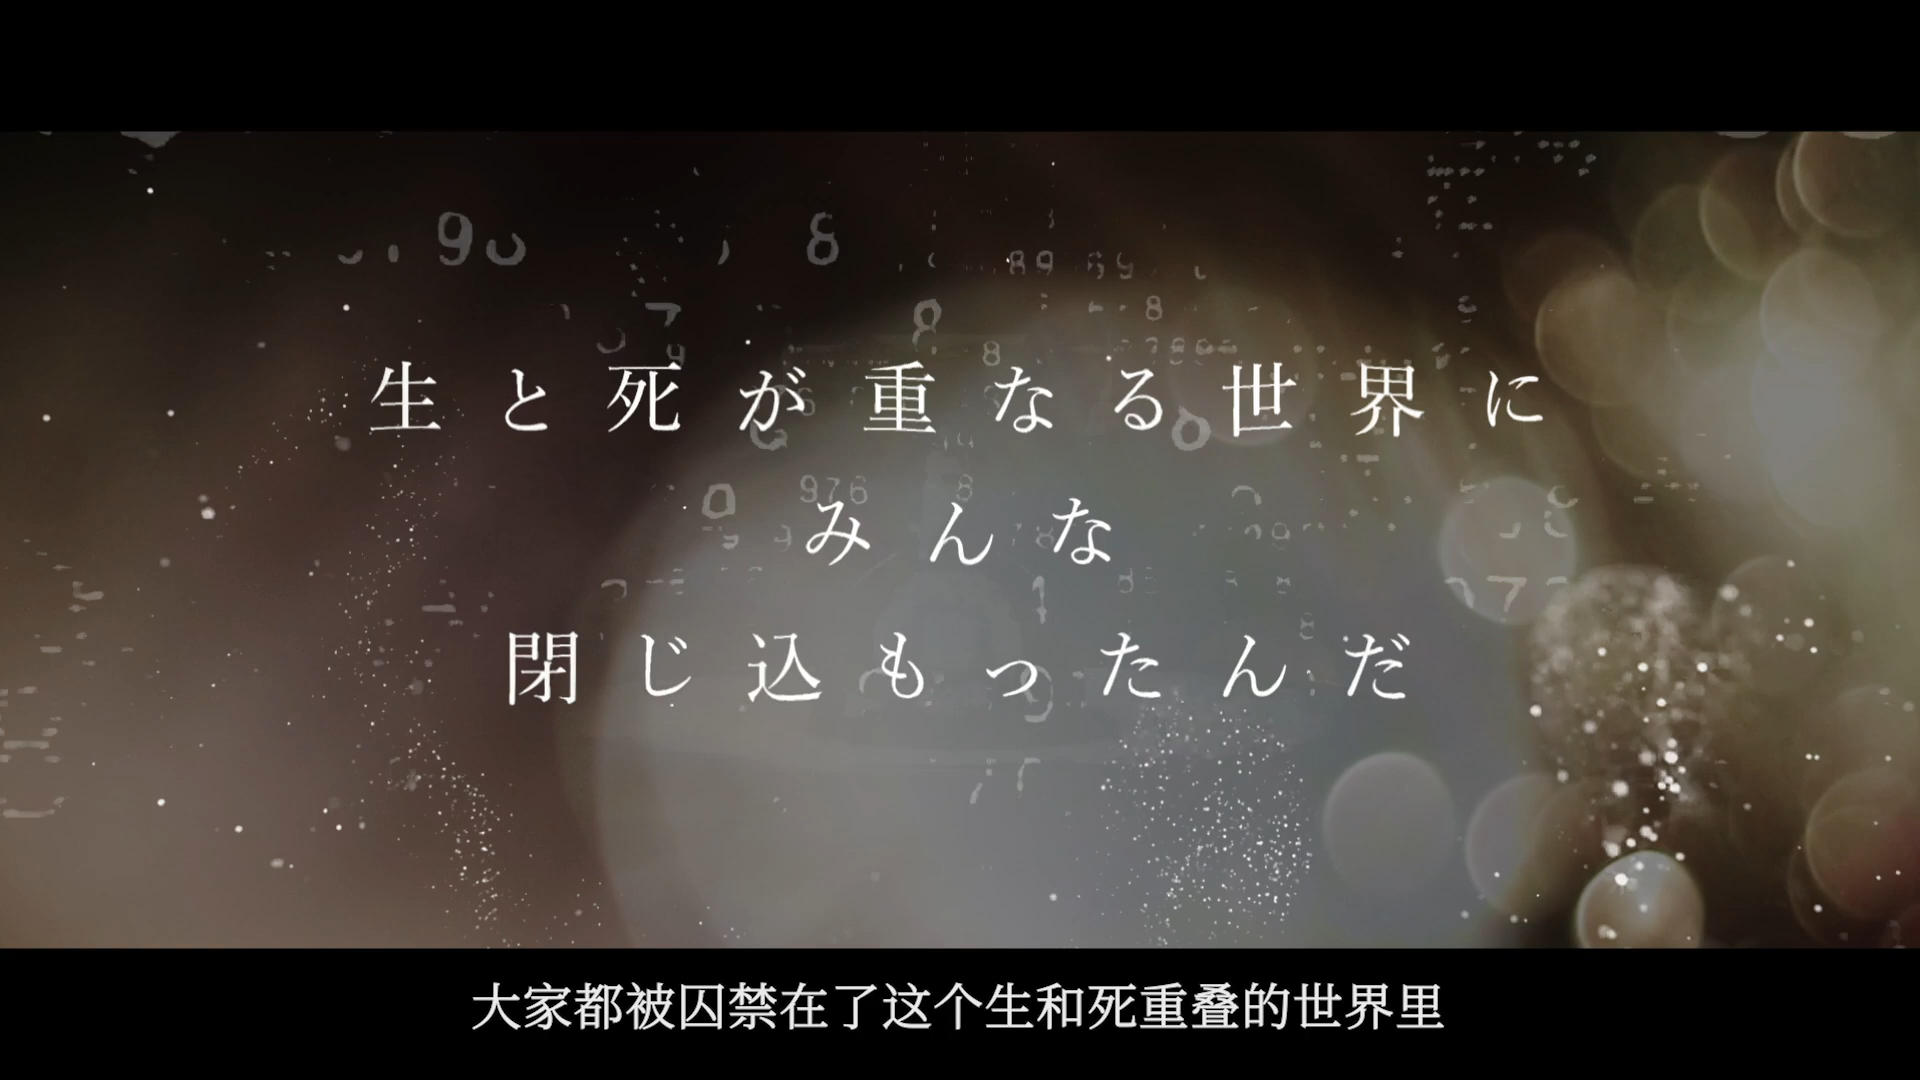 生と死が重なる世界に
みんな
閉じ込もったんだ
大家都被囚禁在了这个生和死重叠的世界里